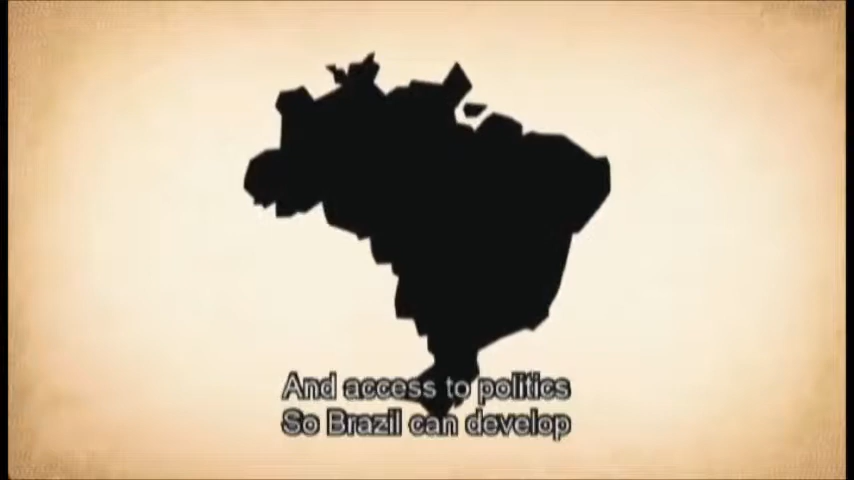 And access to politics
So Brazil can develop